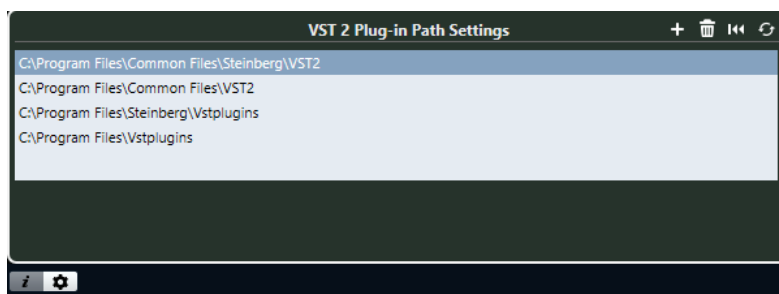 VST 2 Plug-in Path Settings
C:\Program Files\Common Files\Steinberg\VST2
C:\Program Files\Common Files\VST2
C:\Program Files\Steinberg\Vstplugins
C:\Program Files\Vstplugins
i